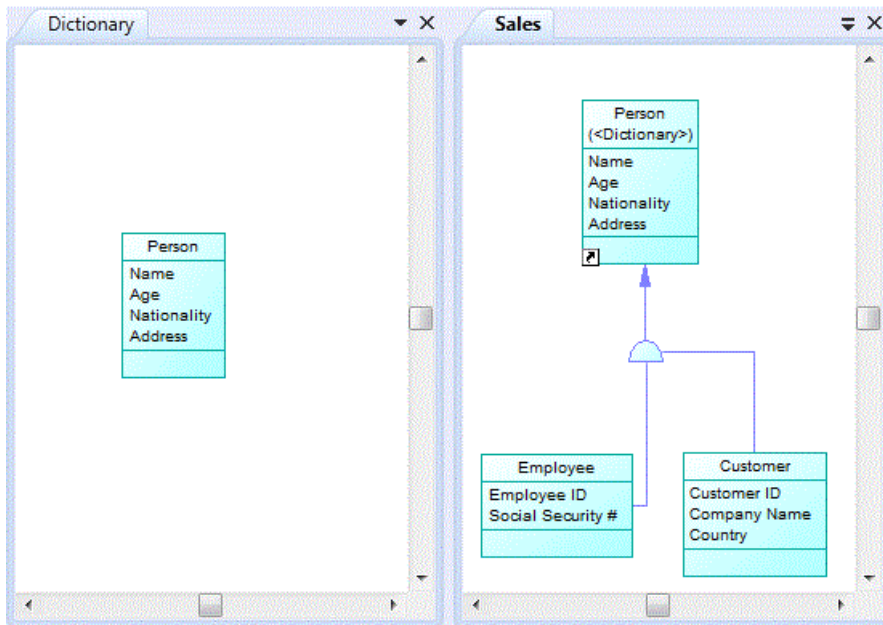 Dictionary
Person
Name
Age
Nationality
Address
Sales
Person
(<Dictionary>)
Name
Age
Nationality
Address
Employee
Employee ID
Social Security #
Customer
Customer ID
Company Name
Country